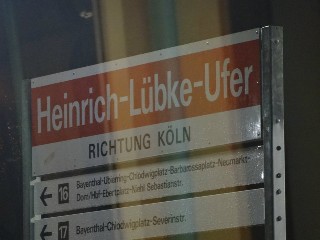 Heinrich-Lübke-Ufer
RICHTUNG KÖLN
← 16 Bayenthal-Ubierring-Chlodwigplatz-Barbarossaplatz-Neumarkt-
Dom/Hbf-Ebertplatz-Niehl Sebastianstr.
← 17 Bayenthal-Chlodwigplatz-Severinstr.